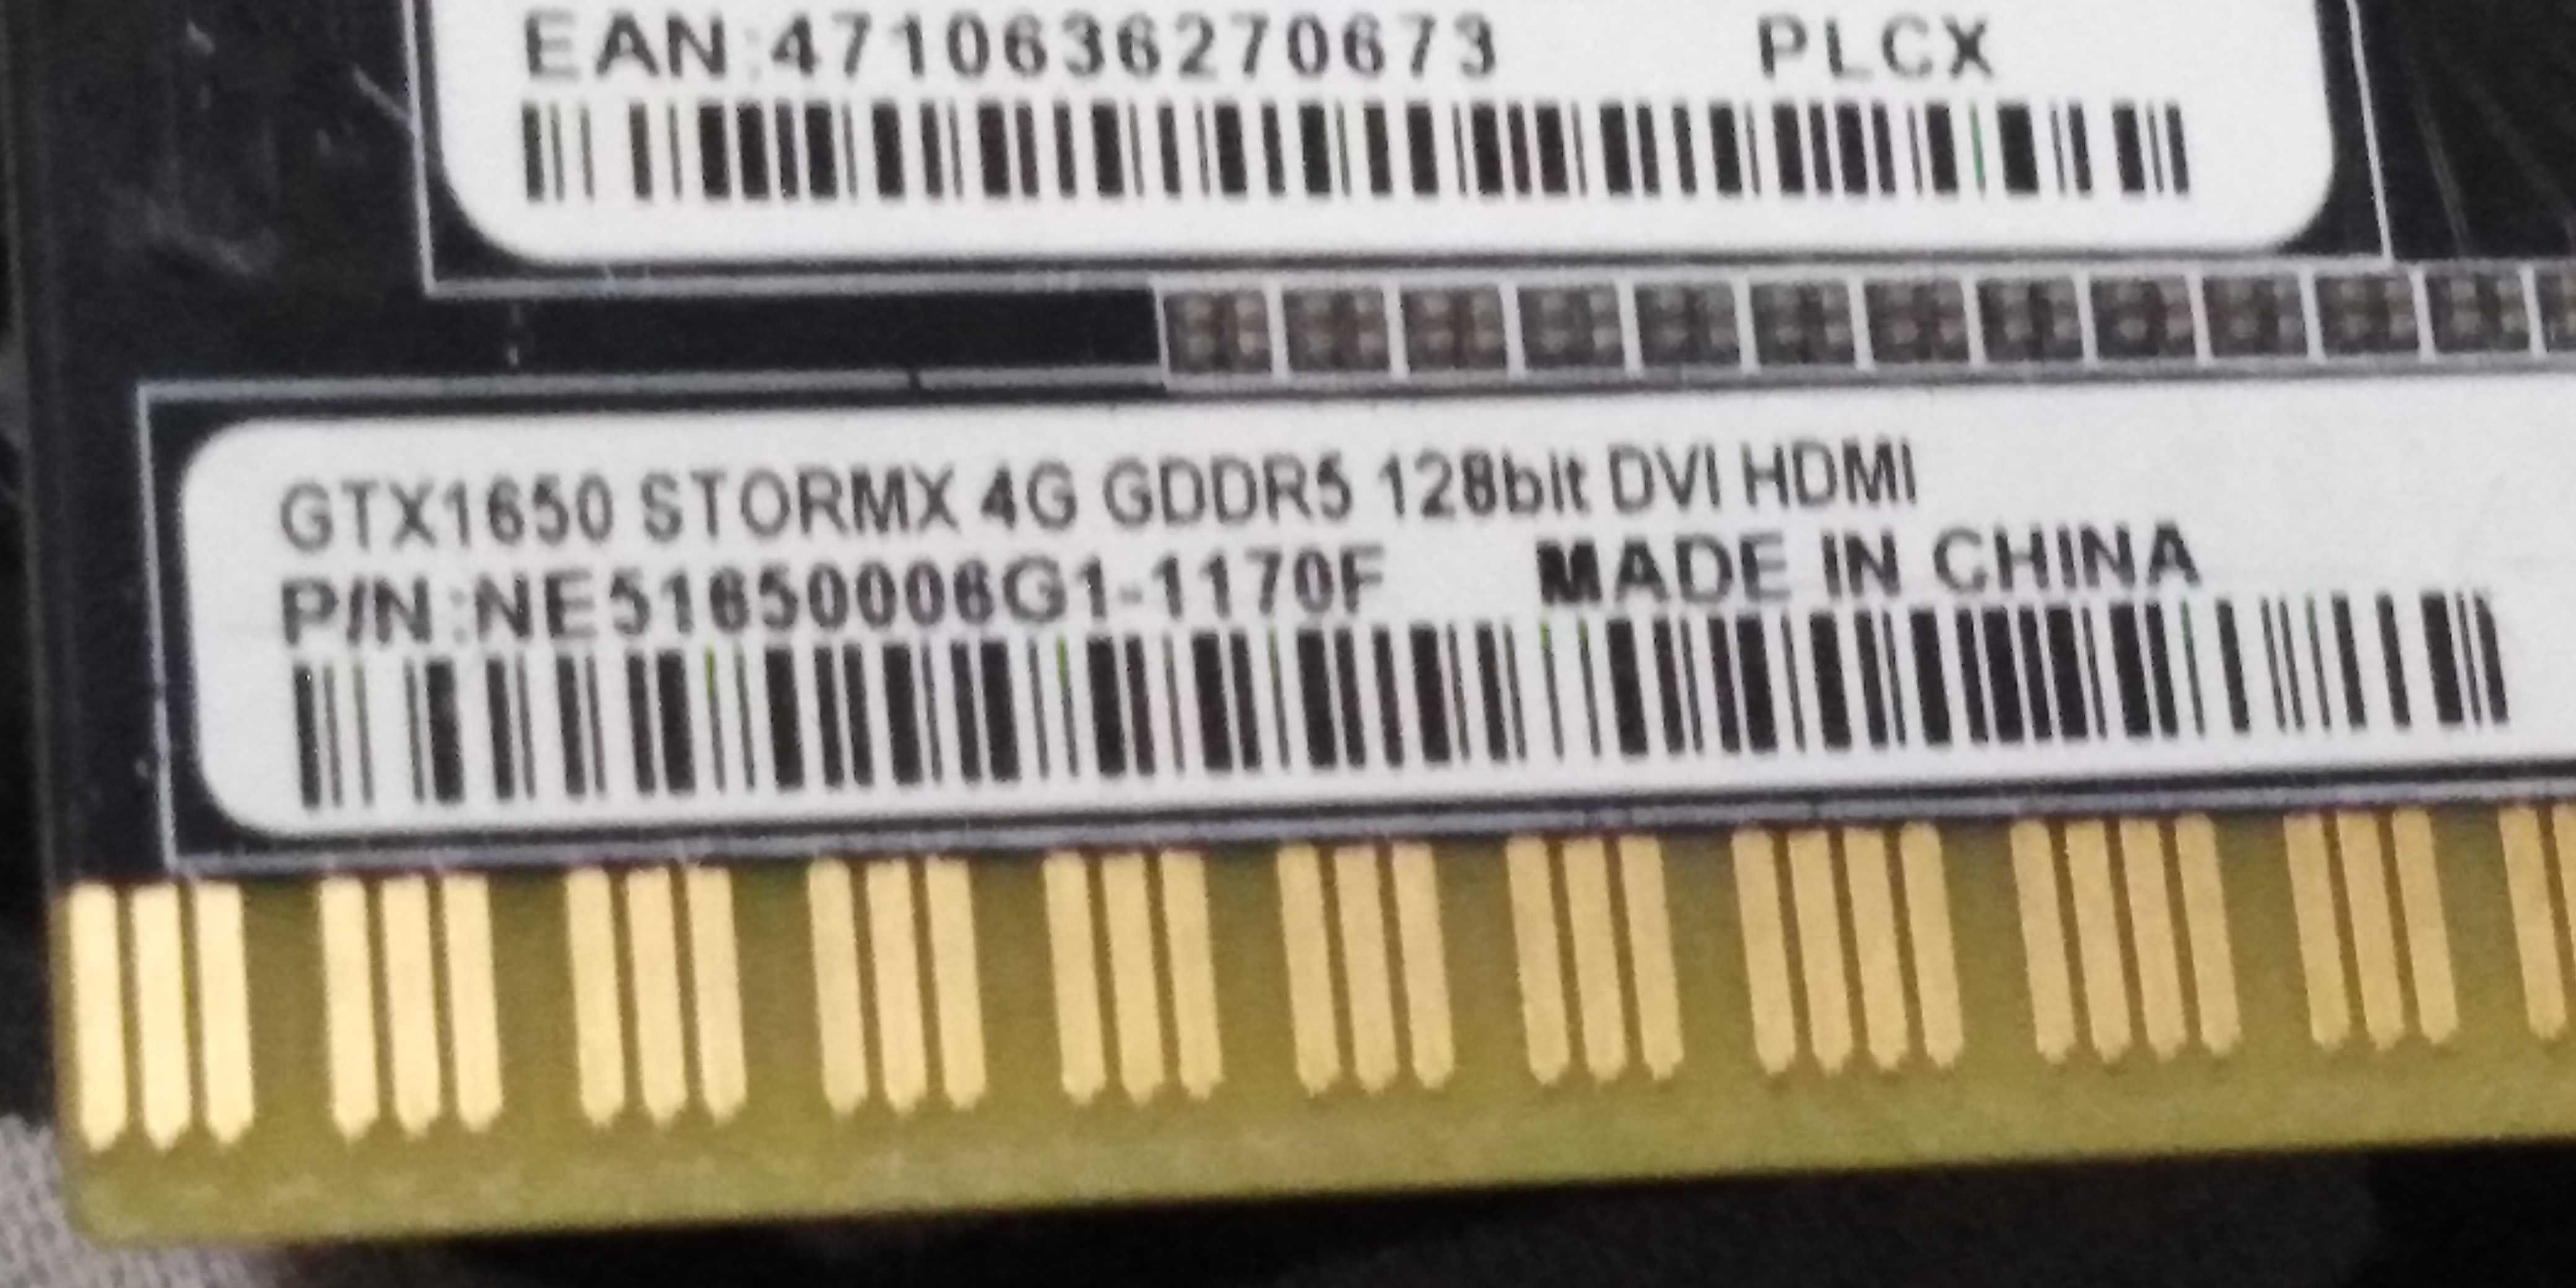 EAN:4710636270673 PLCX
GTX1650 STORMX 4G GDDR5 128bit DVI HDMI
P/N:NE51650006G1-1170F MADE IN CHINA